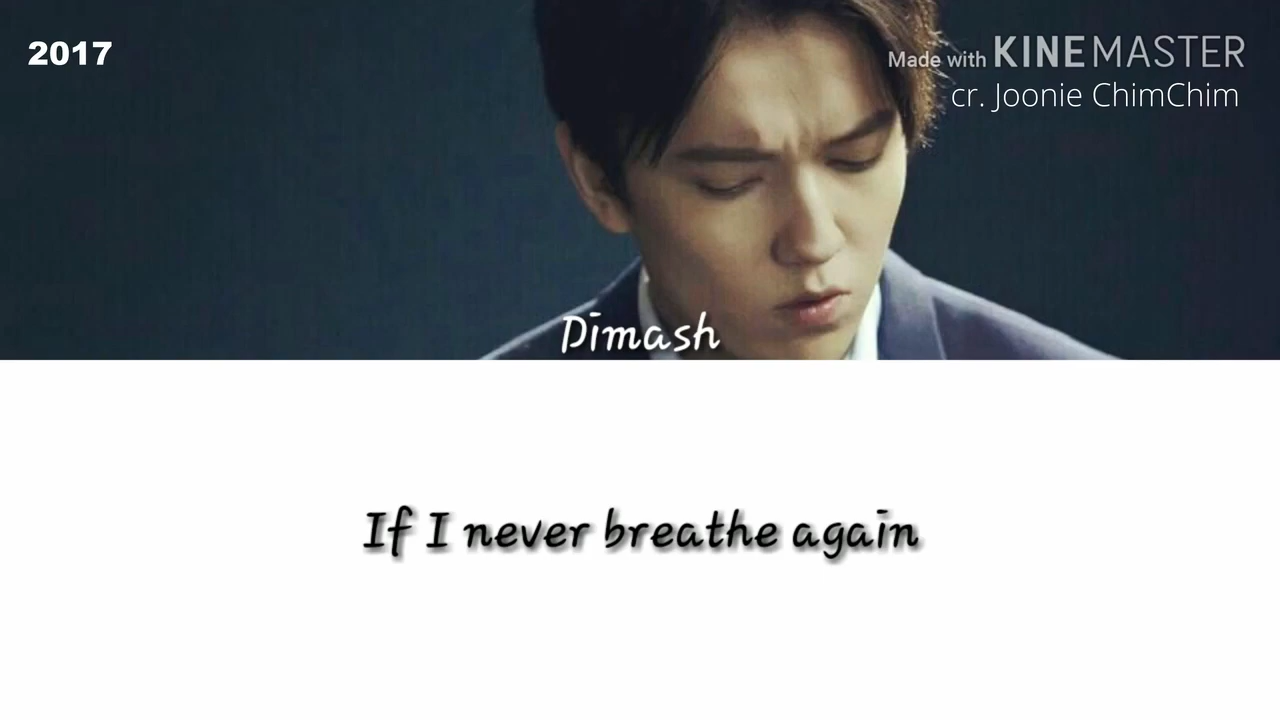 2017
Made with KINEMASTER
cr. Joonie ChimChim
Dimash
If I never breathe again